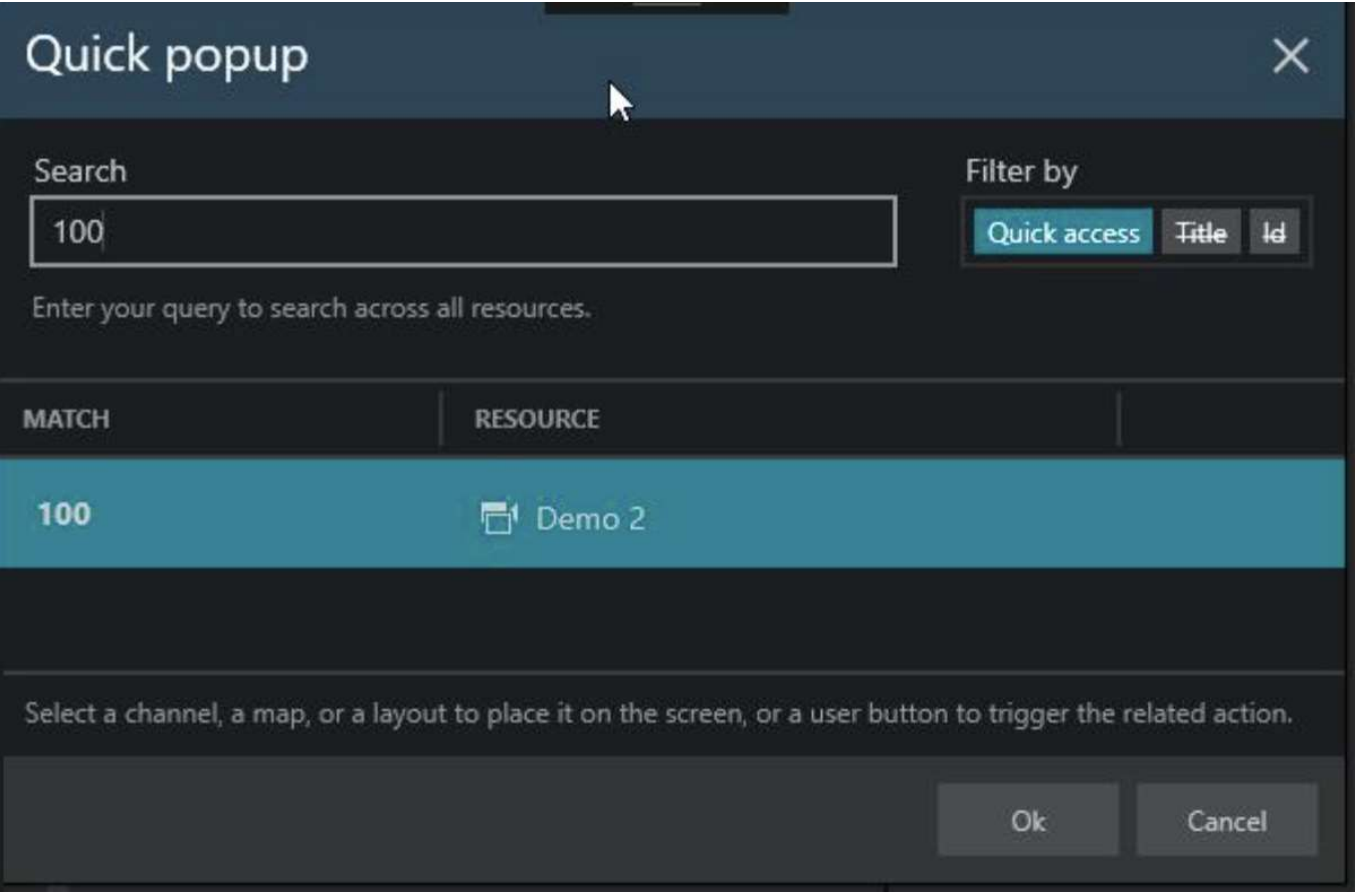 Quick popup
Search
Filter by
100
Quick access Title Id
Enter your query to search across all resources.
MATCH RESOURCE
100 Demo 2
Select a channel, a map, or a layout to place it on the screen, or a user button to trigger the related action.
Ok Cancel